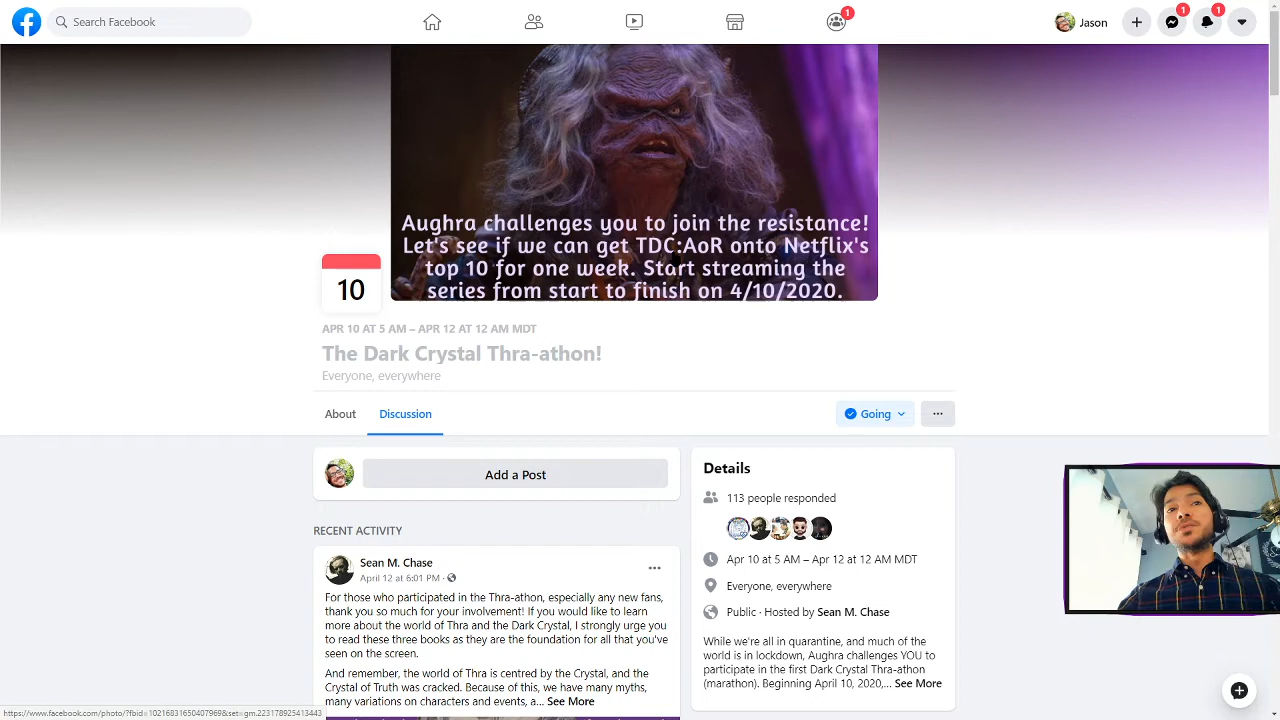 Search Facebook
1
Jason
1
1
Aughra challenges you to join the resistance!
Let's see if we can get TDC:AoR onto Netflix's
top 10 for one week. Start streaming the
series from start to finish on 4/10/2020.
10
APR 10 AT 5 AM – APR 12 AT 12 AM MDT
The Dark Crystal Thra-athon!
Everyone, everywhere
About
Discussion
Going
Add a Post
RECENT ACTIVITY
Sean M. Chase
April 12 at 6:01 PM ·
For those who participated in the Thra-athon, especially any new fans,
thank you so much for your involvement! If you would like to learn
more about the world of Thra and the Dark Crystal, I strongly urge you
to read these three books as they are the foundation for all that you've
seen on the screen.
And remember, the world of Thra is centred by the Crystal, and the
Crystal of Truth was cracked. Because of this, we have many myths,
many variations on characters and events, a... See More
Details
113 people responded
Apr 10 at 5 AM – Apr 12 at 12 AM MDT
Everyone, everywhere
Public · Hosted by Sean M. Chase
While we're all in quarantine, and much of the
world is in lockdown, Aughra challenges YOU to
participate in the first Dark Crystal Thra-athon
(marathon). Beginning April 10, 2020,... See More
https://www.facebook.com/photo/?fbid=10216831650407969&set=gm.223178925413443